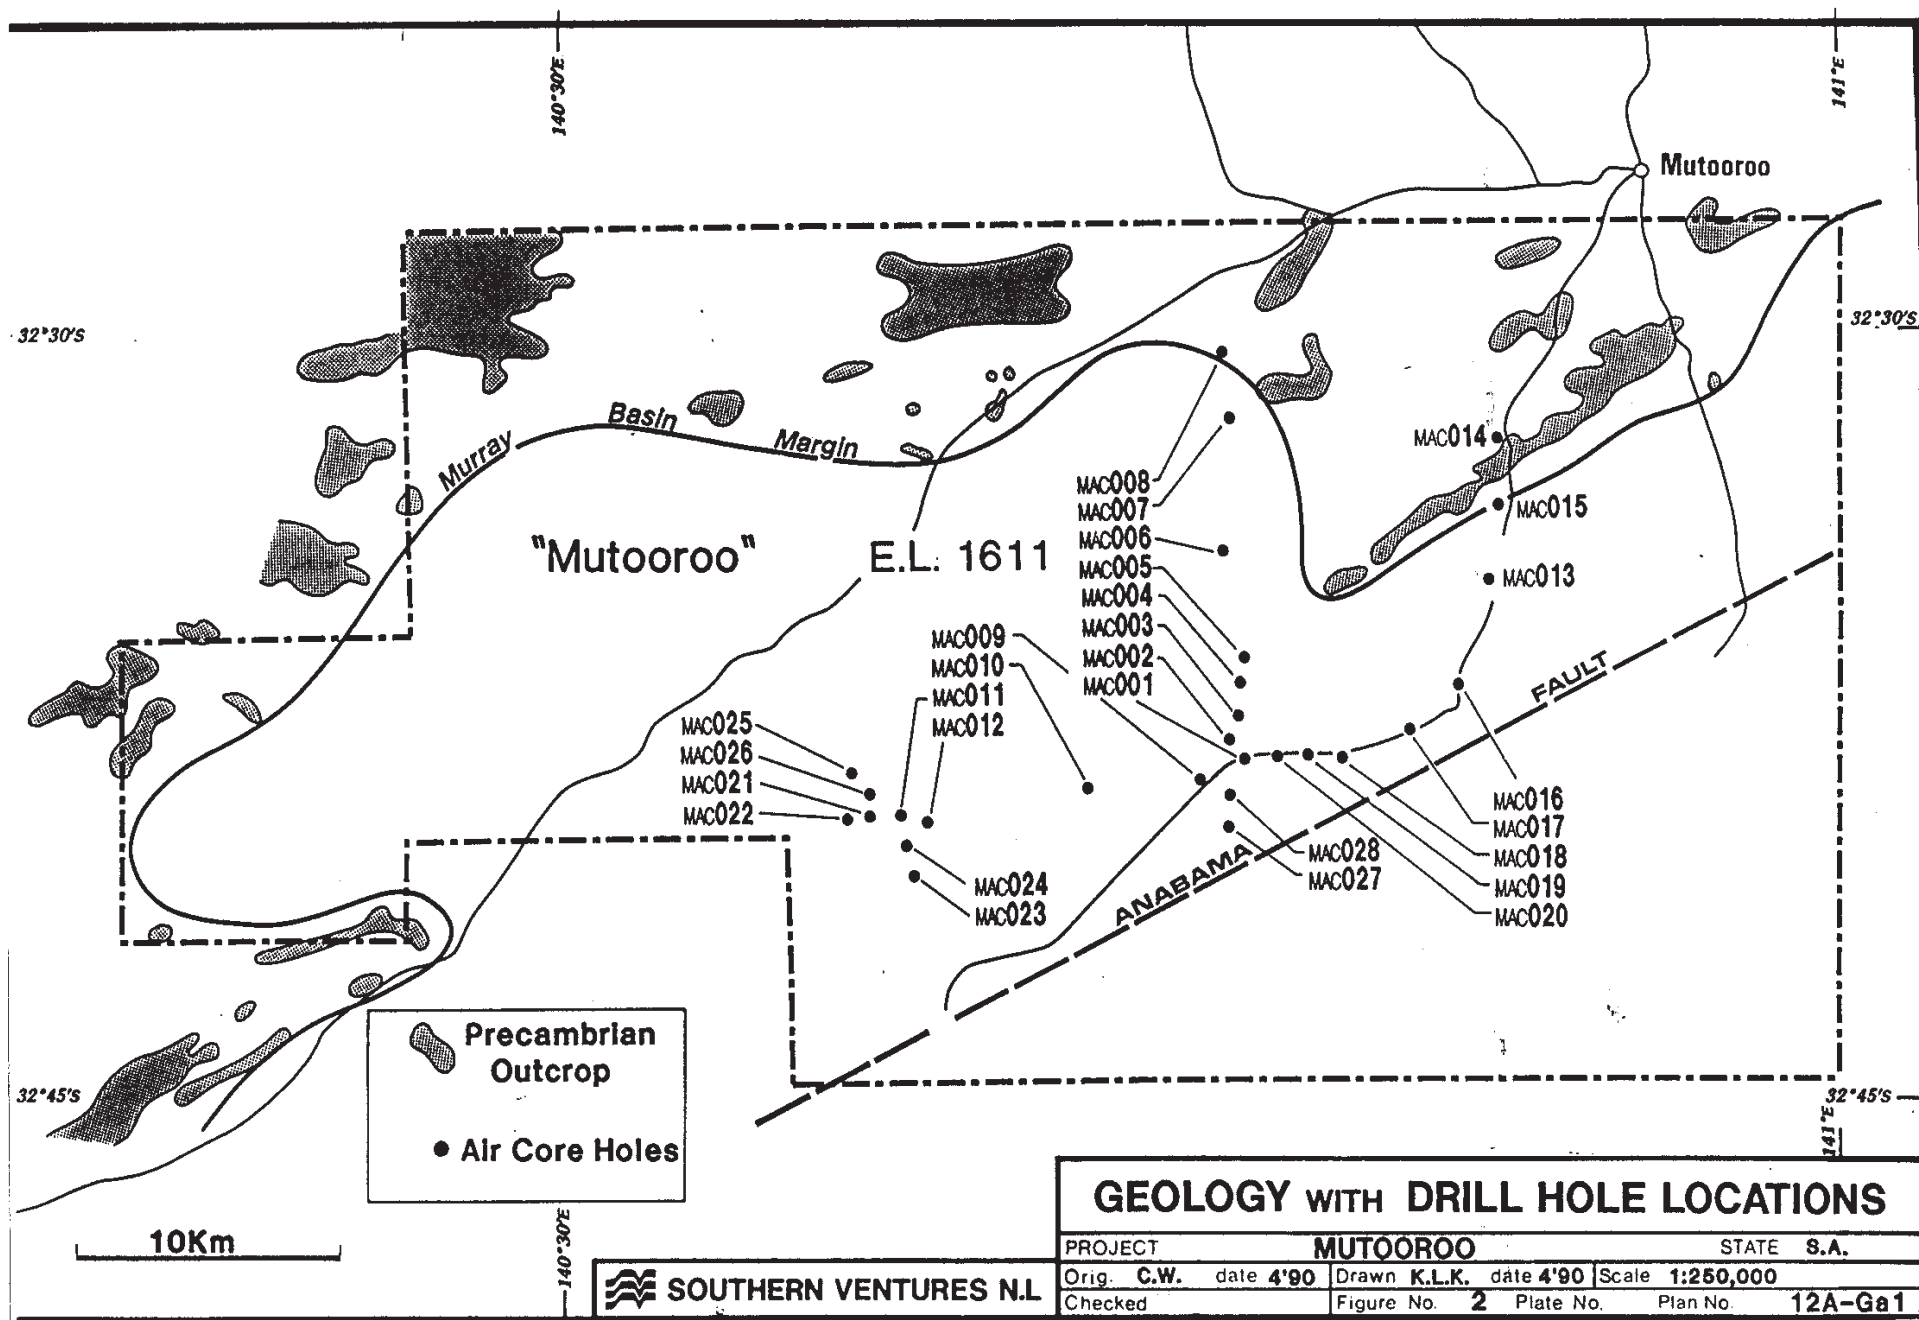 140°30'E
141°E
Mutooroo
32°30'S
32°30'S
Murray Basin Margin
MAC014
MAC008
MAC007
MAC006
MAC005
MAC004
MAC003
MAC002
MAC001
MAC015
MAC013
"Mutooroo" E.L. 1611
MAC009
MAC010
MAC011
MAC012
MAC025
MAC026
MAC021
MAC022
MAC024
MAC023
MAC016
MAC017
MAC018
MAC019
MAC020
MAC028
MAC027
ANABAMA FAULT
Precambrian
Outcrop
Air Core Holes
32°45'S
32°45'S
141°E
140°30'E
10Km
SOUTHERN VENTURES N.L
GEOLOGY WITH DRILL HOLE LOCATIONS
PROJECT MUTOOROO STATE S.A.
Orig. C.W. date 4'90 Drawn K.L.K. date 4'90 Scale 1:250,000
Checked Figure No. 2 Plate No. Plan No. 12A-Ga1